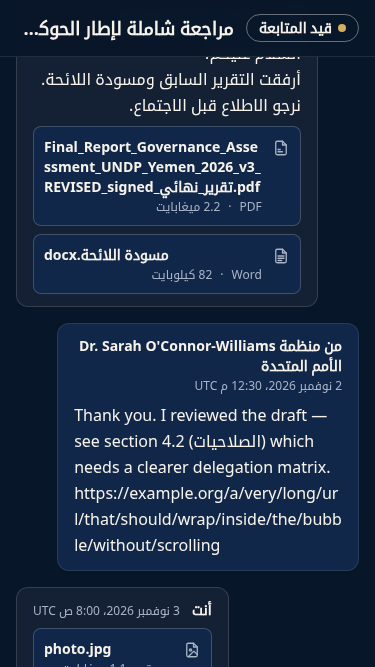 قيد المتابعة
مراجعة شاملة لإطار الحوك...
السلام عليكم.
أرفقت التقرير السابق ومسودة اللائحة.
نرجو الاطلاع قبل الاجتماع.
Final_Report_Governance_Asse
ssment_UNDP_Yemen_2026_v3_
REVISED_signed_تقرير_نهائي.pdf
PDF · 2.2 ميغابايت
مسودة اللائحة.docx
Word · 82 كيلوبايت
Dr. Sarah O'Connor-Williams من منظمة
الأمم المتحدة
2 نوفمبر 2026، 12:30 م UTC
Thank you. I reviewed the draft —
see section 4.2 (الصلاحيات) which
needs a clearer delegation matrix.
https://example.org/a/very/long/ur
l/that/should/wrap/inside/the/bubb
le/without/scrolling
أنت 3 نوفمبر 2026، 8:00 ص UTC
photo.jpg